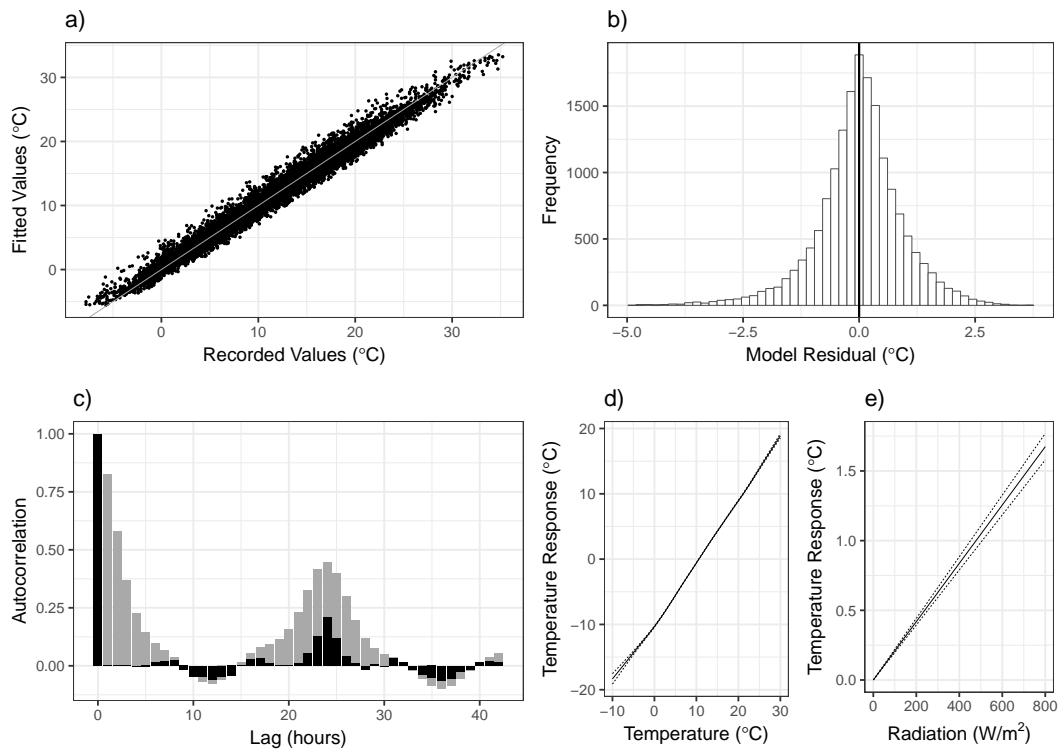 a)
30
20
10
0
Fitted Values (°C)
0 10 20 30
Recorded Values (°C)
b)
1500
1000
500
0
Frequency
−5.0 −2.5 0.0 2.5
Model Residual (°C)
c)
1.00
0.75
0.50
0.25
0.00
Autocorrelation
0 10 20 30 40
Lag (hours)
d)
20
10
0
−10
−20
Temperature Response (°C)
−10 0 10 20 30
Temperature (°C)
e)
1.5
1.0
0.5
0.0
Temperature Response (°C)
0 200 400 600 800
Radiation (W/m²)